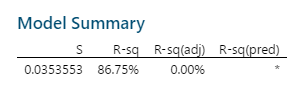 Model Summary
S R-sq R-sq(adj) R-sq(pred)
0.0353553 86.75% 0.00% *